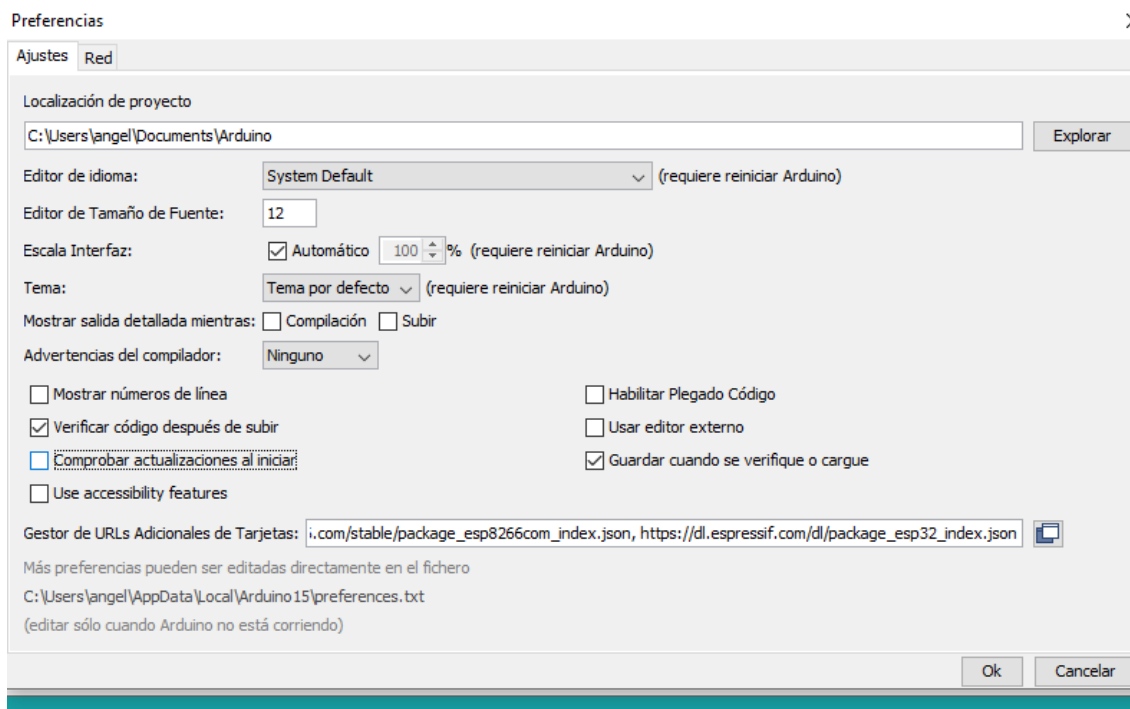 Preferencias
Ajustes Red
Localización de proyecto
C:\Users\angel\Documents\Arduino Explorar
Editor de idioma: System Default (requiere reiniciar Arduino)
Editor de Tamaño de Fuente: 12
Escala Interfaz: Automático 100 % (requiere reiniciar Arduino)
Tema: Tema por defecto (requiere reiniciar Arduino)
Mostrar salida detallada mientras: Compilación Subir
Advertencias del compilador: Ninguno
Mostrar números de línea Habilitar Plegado Código
Verificar código después de subir Usar editor externo
Comprobar actualizaciones al iniciar Guardar cuando se verifique o cargue
Use accessibility features
Gestor de URLs Adicionales de Tarjetas: .com/stable/package_esp8266com_index.json, https://dl.espressif.com/dl/package_esp32_index.json
Más preferencias pueden ser editadas directamente en el fichero
C:\Users\angel\AppData\Local\Arduino15\preferences.txt
(editar sólo cuando Arduino no está corriendo)
Ok Cancelar